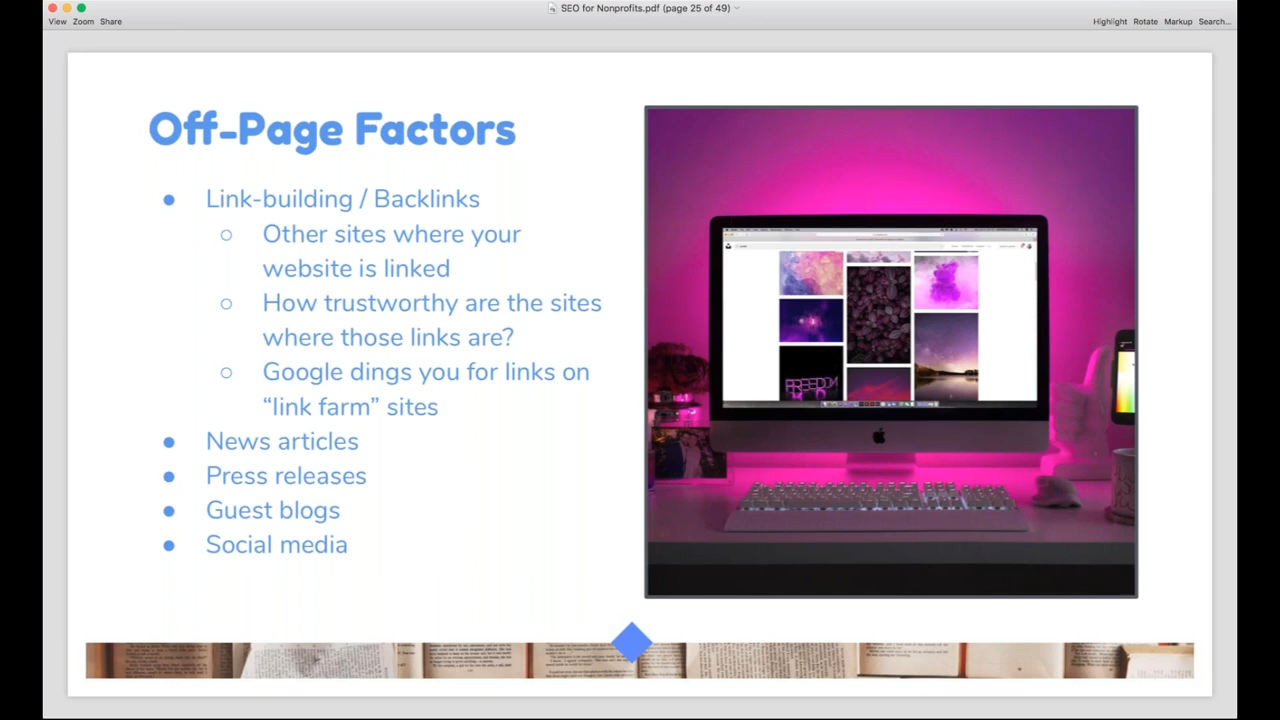 SEO for Nonprofits.pdf (page 25 of 49)
View Zoom Share
Highlight Rotate Markup Search...
Off-Page Factors
● Link-building / Backlinks
○ Other sites where your
website is linked
○ How trustworthy are the sites
where those links are?
○ Google dings you for links on
“link farm” sites
● News articles
● Press releases
● Guest blogs
● Social media
FREEDOM